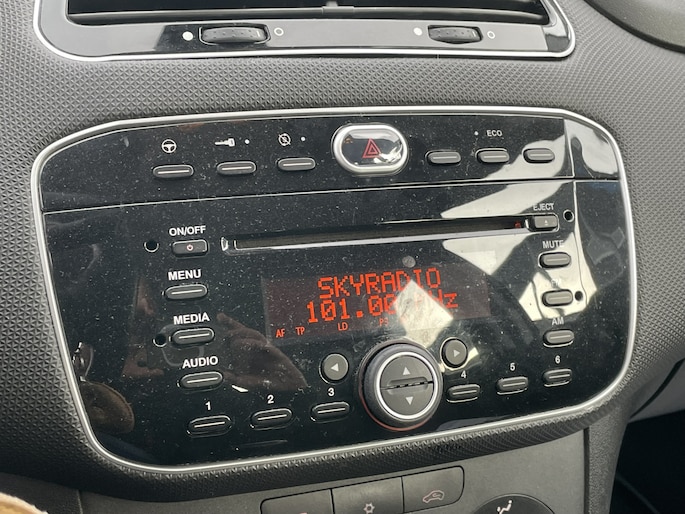 ECO
EJECT
ON/OFF
MUTE
SKYRADIO
MENU
101.00
AF TP LD
MEDIA
AM
AUDIO
1 2 3 4 5 6